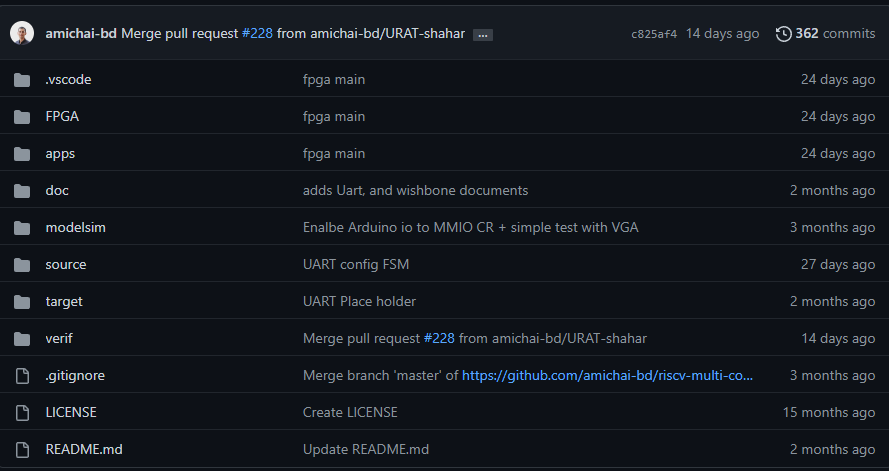 amichai-bd Merge pull request #228 from amichai-bd/URAT-shahar ... c825af4 14 days ago 362 commits
.vscode fpga main 24 days ago
FPGA fpga main 24 days ago
apps fpga main 24 days ago
doc adds Uart, and wishbone documents 2 months ago
modelsim Enalbe Arduino io to MMIO CR + simple test with VGA 3 months ago
source UART config FSM 27 days ago
target UART Place holder 2 months ago
verif Merge pull request #228 from amichai-bd/URAT-shahar 14 days ago
.gitignore Merge branch 'master' of https://github.com/amichai-bd/riscv-multi-co... 3 months ago
LICENSE Create LICENSE 15 months ago
README.md Update README.md 2 months ago